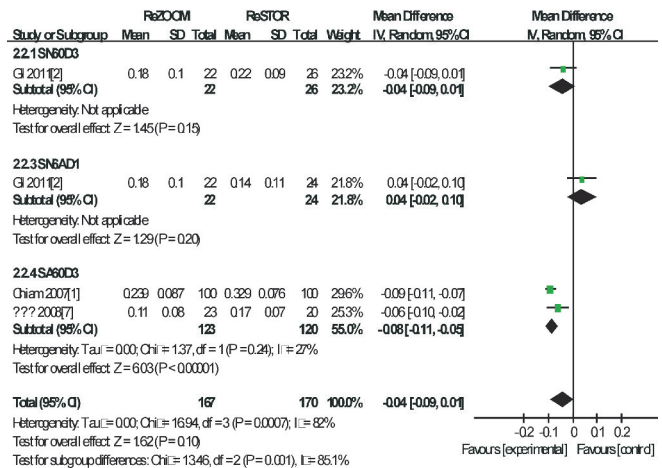 ReZOOM ReSTOR Mean Difference Mean Difference
Study or Subgroup Mean SD Total Mean SD Total Weight IV, Random, 95% CI IV, Random, 95% CI
2.2.1 SN60D3
Gil 2011[2] 0.18 0.1 22 0.22 0.09 26 23.2% -0.04 [-0.09, 0.01]
Subtotal (95% CI) 22 26 23.2% -0.04 [-0.09, 0.01]
Heterogeneity: Not applicable
Test for overall effect: Z = 1.45 (P = 0.15)
2.2.3 SN6AD1
Gil 2011[2] 0.18 0.1 22 0.14 0.11 24 21.8% 0.04 [-0.02, 0.10]
Subtotal (95% CI) 22 24 21.8% 0.04 [-0.02, 0.10]
Heterogeneity: Not applicable
Test for overall effect: Z = 1.29 (P = 0.20)
2.2.4 SA60D3
Chiam 2007[1] 0.239 0.087 100 0.329 0.076 100 29.6% -0.09 [-0.11, -0.07]
??? 2008[7] 0.11 0.08 23 0.17 0.07 20 25.3% -0.06 [-0.10, -0.02]
Subtotal (95% CI) 123 120 55.0% -0.08 [-0.11, -0.05]
Heterogeneity: Tau□ = 0.00; Chi□ = 1.37, df = 1 (P = 0.24); I□ = 27%
Test for overall effect: Z = 6.03 (P < 0.00001)
Total (95% CI) 167 170 100.0% -0.04 [-0.09, 0.01]
Heterogeneity: Tau□ = 0.00; Chi□ = 16.94, df = 3 (P = 0.0007); I□ = 82%
Test for overall effect: Z = 1.62 (P = 0.10)
Test for subgroup differences: Chi□ = 13.46, df = 2 (P = 0.001), I□ = 85.1%
-0.2 -0.1 0 0.1 0.2
Favours [experimental] Favours [control]